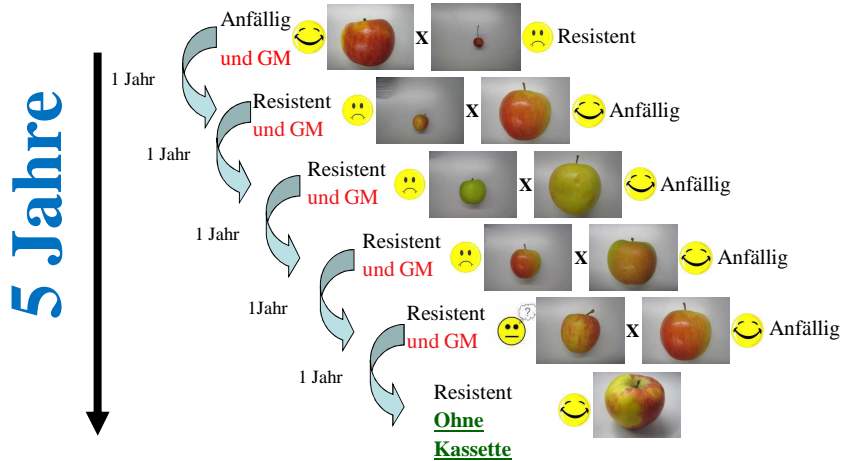 5 Jahre
Anfällig
und GM
X
Resistent
1 Jahr
Resistent
und GM
X
Anfällig
1 Jahr
Resistent
und GM
X
Anfällig
1 Jahr
Resistent
und GM
X
Anfällig
1Jahr
Resistent
und GM
?
X
Anfällig
1 Jahr
Resistent
Ohne
Kassette